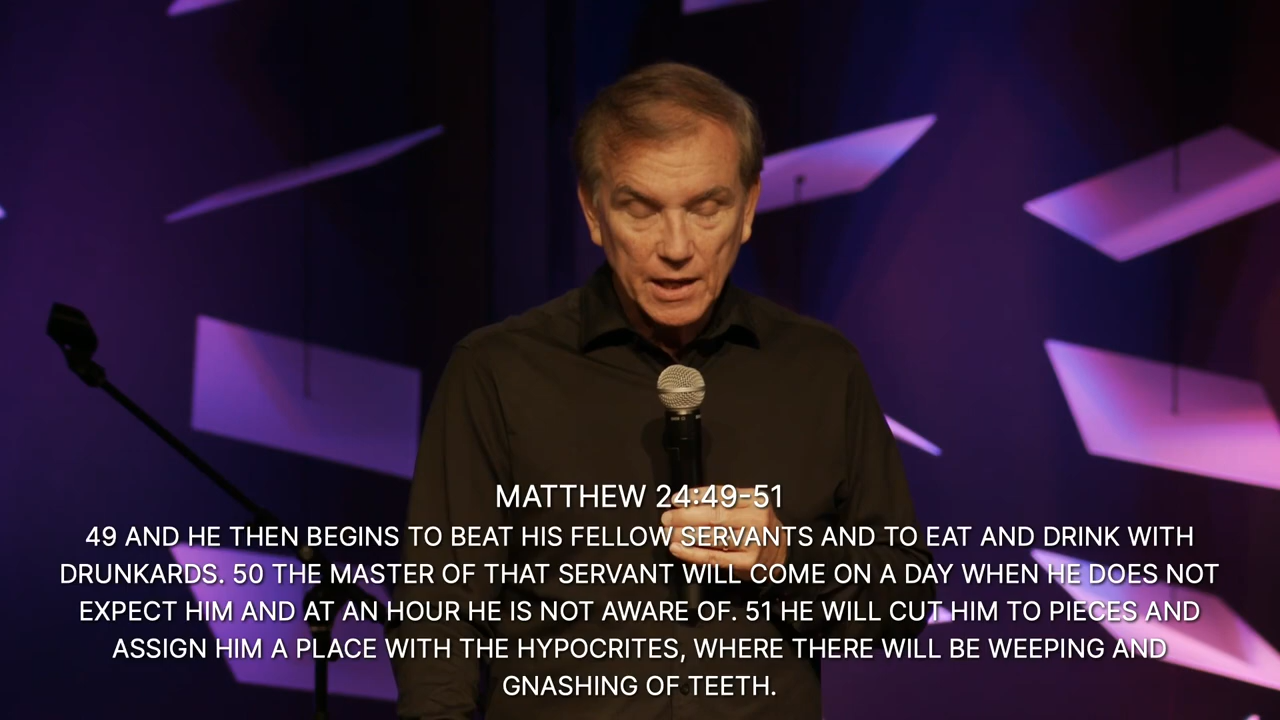 MATTHEW 24:49-51
49 AND HE THEN BEGINS TO BEAT HIS FELLOW SERVANTS AND TO EAT AND DRINK WITH
DRUNKARDS. 50 THE MASTER OF THAT SERVANT WILL COME ON A DAY WHEN HE DOES NOT
EXPECT HIM AND AT AN HOUR HE IS NOT AWARE OF. 51 HE WILL CUT HIM TO PIECES AND
ASSIGN HIM A PLACE WITH THE HYPOCRITES, WHERE THERE WILL BE WEEPING AND
GNASHING OF TEETH.